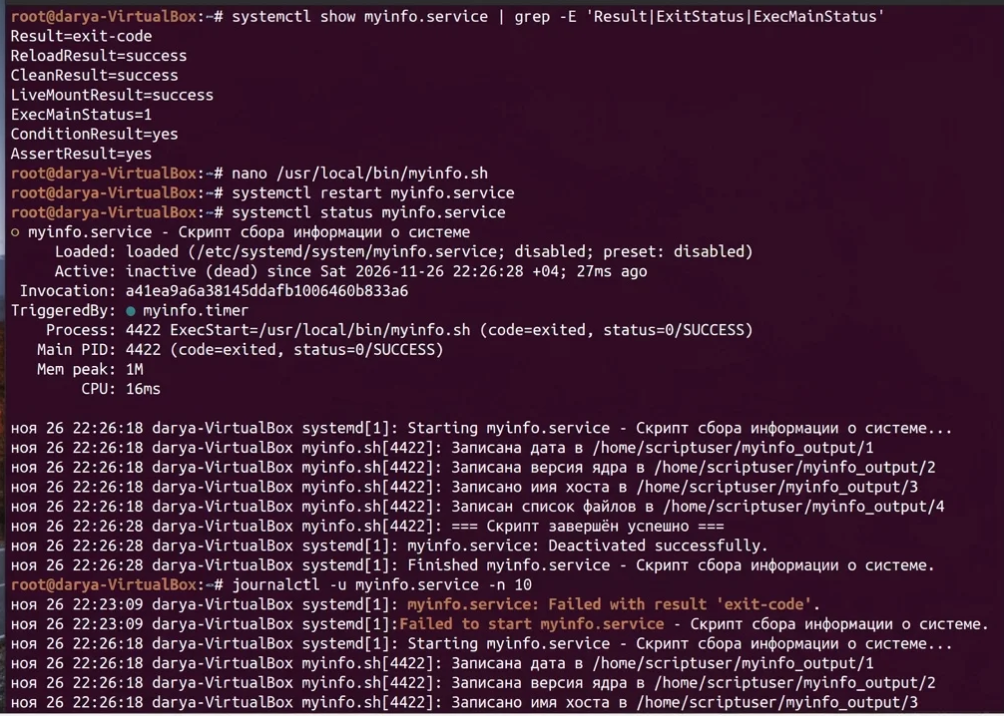 root@darya-VirtualBox:~# systemctl show myinfo.service | grep -E 'Result|ExitStatus|ExecMainStatus'
Result=exit-code
ReloadResult=success
CleanResult=success
LiveMountResult=success
ExecMainStatus=1
ConditionResult=yes
AssertResult=yes
root@darya-VirtualBox:~# nano /usr/local/bin/myinfo.sh
root@darya-VirtualBox:~# systemctl restart myinfo.service
root@darya-VirtualBox:~# systemctl status myinfo.service
○ myinfo.service - Скрипт сбора информации о системе
Loaded: loaded (/etc/systemd/system/myinfo.service; disabled; preset: disabled)
Active: inactive (dead) since Sat 2026-11-26 22:26:28 +04; 27ms ago
Invocation: a41ea9a6a38145ddafb1006460b833a6
TriggeredBy: ● myinfo.timer
Process: 4422 ExecStart=/usr/local/bin/myinfo.sh (code=exited, status=0/SUCCESS)
Main PID: 4422 (code=exited, status=0/SUCCESS)
Mem peak: 1M
CPU: 16ms
ноя 26 22:26:18 darya-VirtualBox systemd[1]: Starting myinfo.service - Скрипт сбора информации о системе...
ноя 26 22:26:18 darya-VirtualBox myinfo.sh[4422]: Записана дата в /home/scriptuser/myinfo_output/1
ноя 26 22:26:18 darya-VirtualBox myinfo.sh[4422]: Записана версия ядра в /home/scriptuser/myinfo_output/2
ноя 26 22:26:18 darya-VirtualBox myinfo.sh[4422]: Записано имя хоста в /home/scriptuser/myinfo_output/3
ноя 26 22:26:18 darya-VirtualBox myinfo.sh[4422]: Записан список файлов в /home/scriptuser/myinfo_output/4
ноя 26 22:26:28 darya-VirtualBox myinfo.sh[4422]: === Скрипт завершён успешно ===
ноя 26 22:26:28 darya-VirtualBox systemd[1]: myinfo.service: Deactivated successfully.
ноя 26 22:26:28 darya-VirtualBox systemd[1]: Finished myinfo.service - Скрипт сбора информации о системе.
root@darya-VirtualBox:~# journalctl -u myinfo.service -n 10
ноя 26 22:23:09 darya-VirtualBox systemd[1]: myinfo.service: Failed with result 'exit-code'.
ноя 26 22:23:09 darya-VirtualBox systemd[1]:Failed to start myinfo.service - Скрипт сбора информации о системе.
ноя 26 22:26:18 darya-VirtualBox systemd[1]: Starting myinfo.service - Скрипт сбора информации о системе...
ноя 26 22:26:18 darya-VirtualBox myinfo.sh[4422]: Записана дата в /home/scriptuser/myinfo_output/1
ноя 26 22:26:18 darya-VirtualBox myinfo.sh[4422]: Записана версия ядра в /home/scriptuser/myinfo_output/2
ноя 26 22:26:18 darya-VirtualBox myinfo.sh[4422]: Записано имя хоста в /home/scriptuser/myinfo_output/3